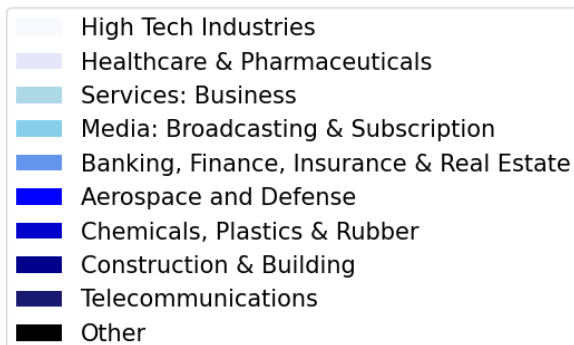 High Tech Industries
Healthcare & Pharmaceuticals
Services: Business
Media: Broadcasting & Subscription
Banking, Finance, Insurance & Real Estate
Aerospace and Defense
Chemicals, Plastics & Rubber
Construction & Building
Telecommunications
Other